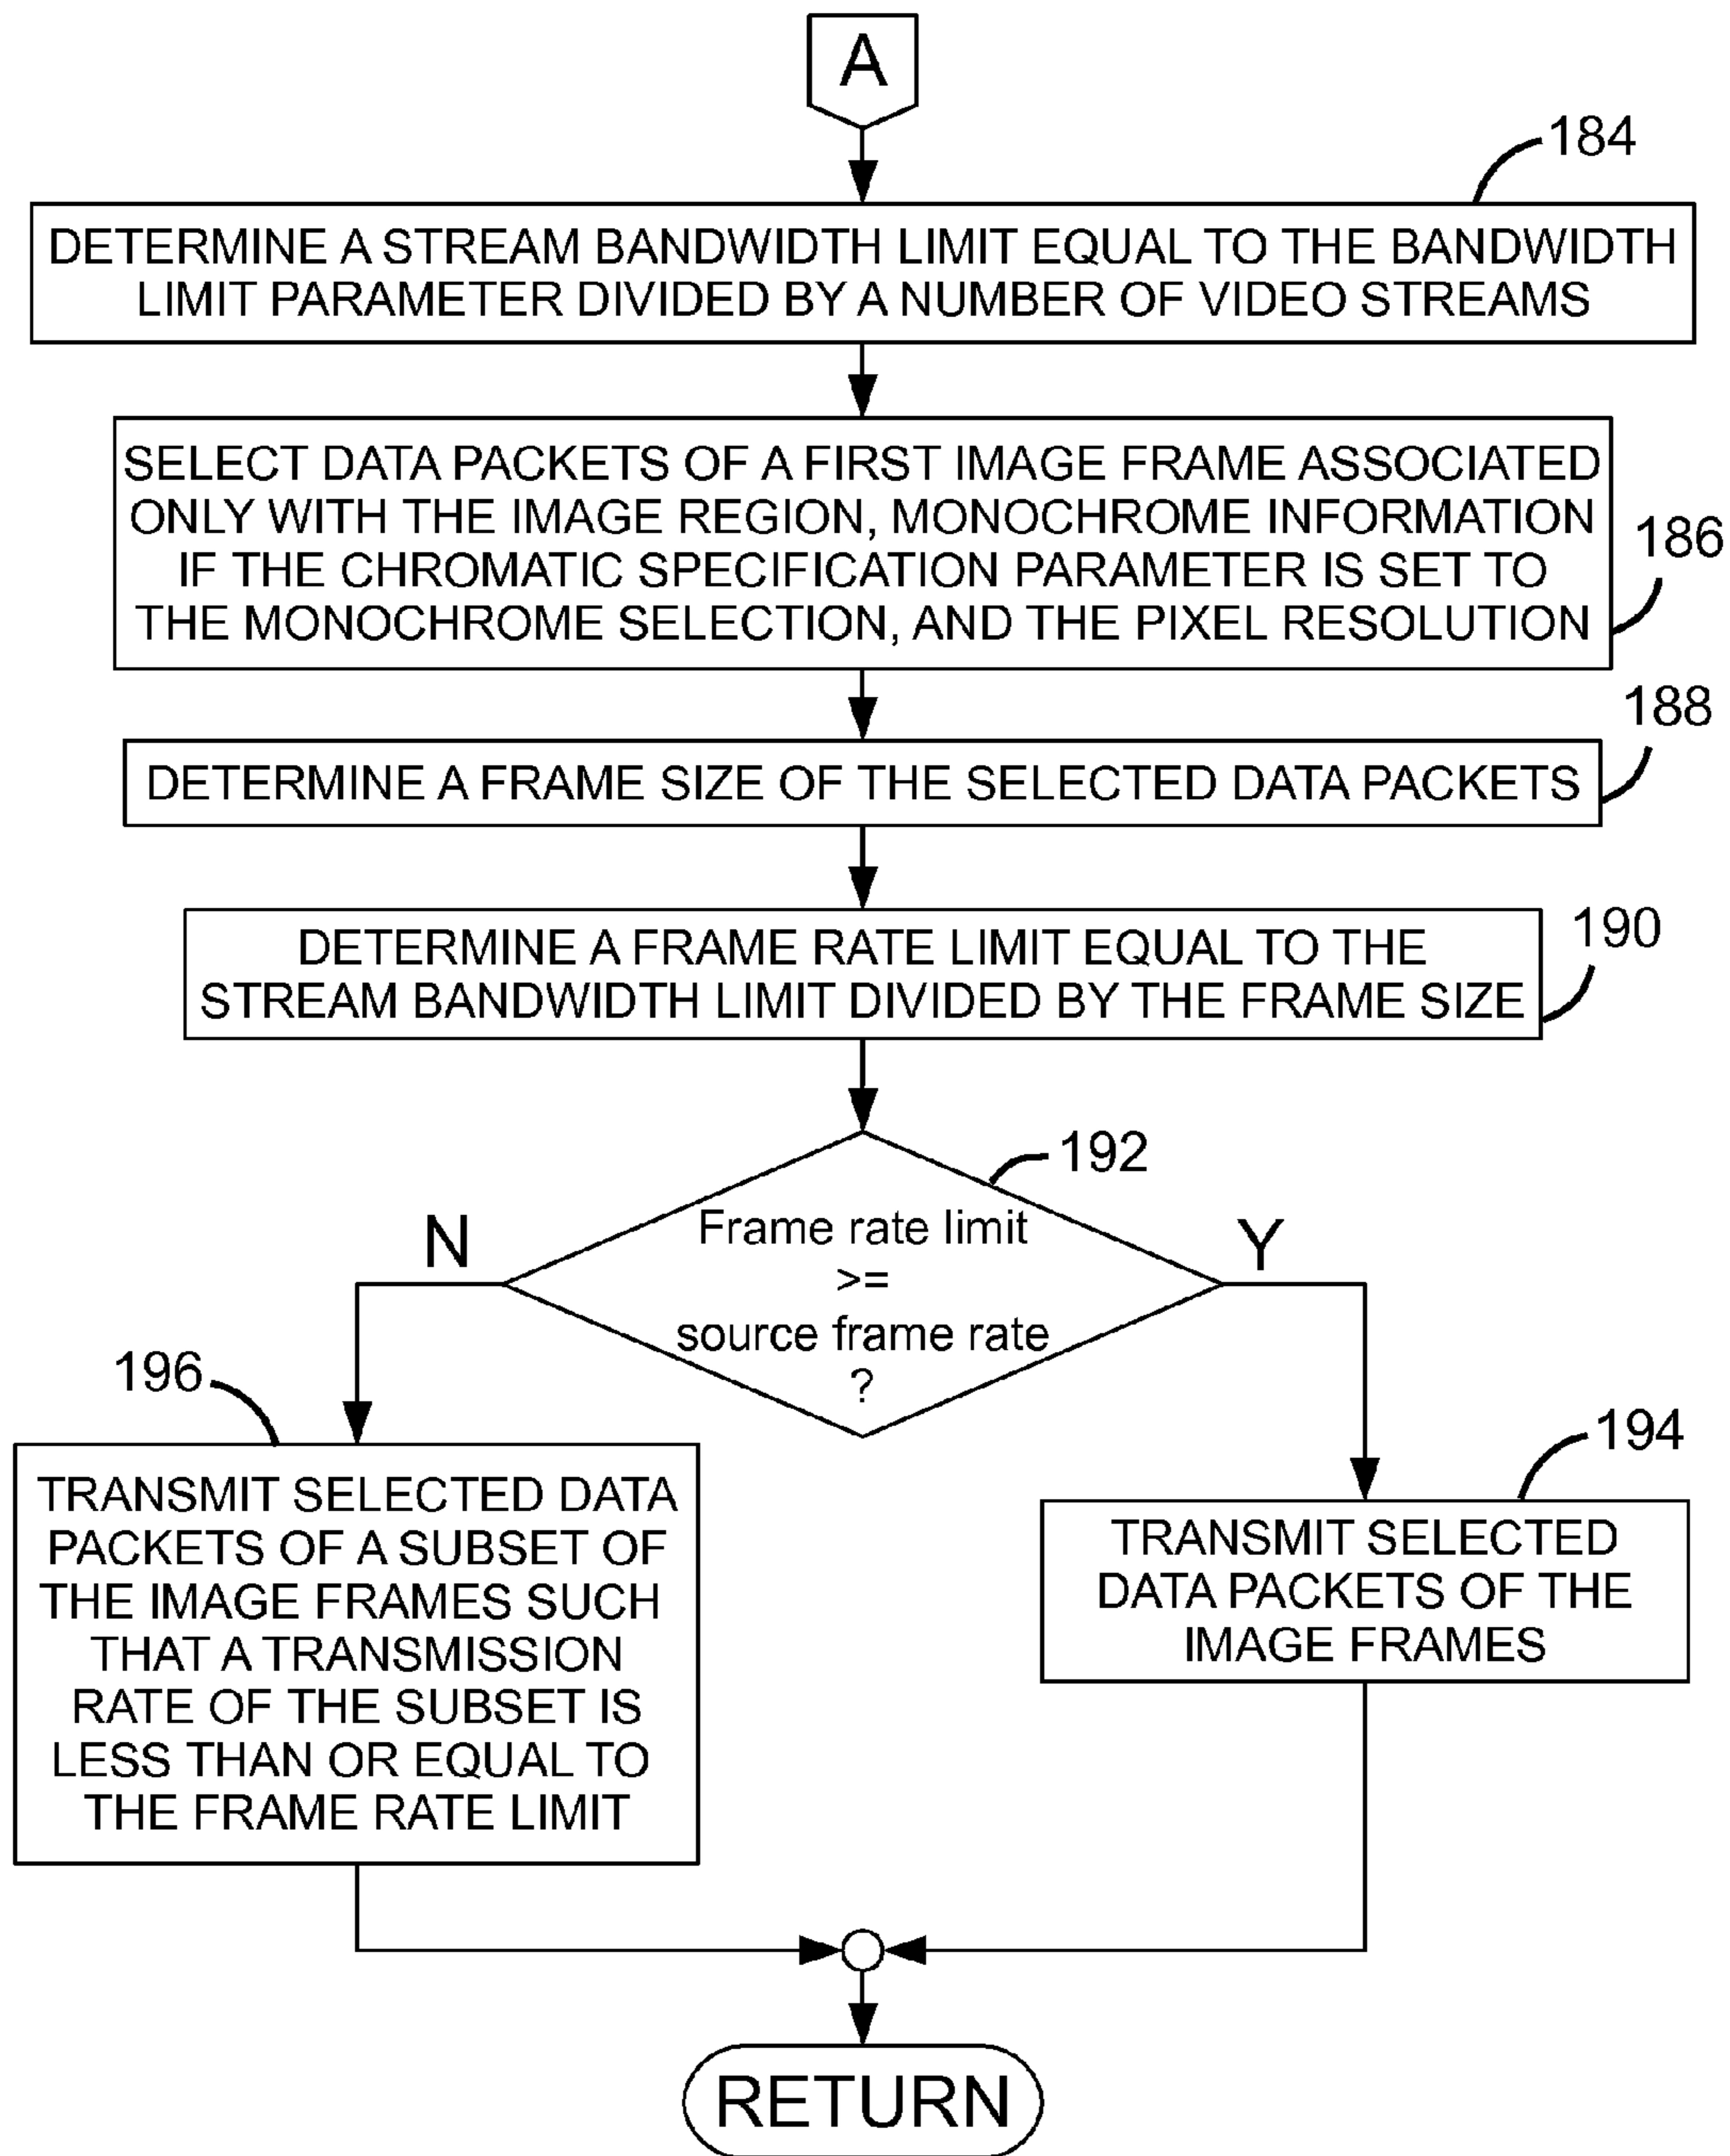 A
184
DETERMINE A STREAM BANDWIDTH LIMIT EQUAL TO THE BANDWIDTH
LIMIT PARAMETER DIVIDED BY A NUMBER OF VIDEO STREAMS
SELECT DATA PACKETS OF A FIRST IMAGE FRAME ASSOCIATED
ONLY WITH THE IMAGE REGION, MONOCHROME INFORMATION
IF THE CHROMATIC SPECIFICATION PARAMETER IS SET TO
THE MONOCHROME SELECTION, AND THE PIXEL RESOLUTION
186
188
DETERMINE A FRAME SIZE OF THE SELECTED DATA PACKETS
190
DETERMINE A FRAME RATE LIMIT EQUAL TO THE
STREAM BANDWIDTH LIMIT DIVIDED BY THE FRAME SIZE
192
N
Y
Frame rate limit
>=
source frame rate
?
196
TRANSMIT SELECTED DATA
PACKETS OF A SUBSET OF
THE IMAGE FRAMES SUCH
THAT A TRANSMISSION
RATE OF THE SUBSET IS
LESS THAN OR EQUAL TO
THE FRAME RATE LIMIT
194
TRANSMIT SELECTED
DATA PACKETS OF THE
IMAGE FRAMES
RETURN